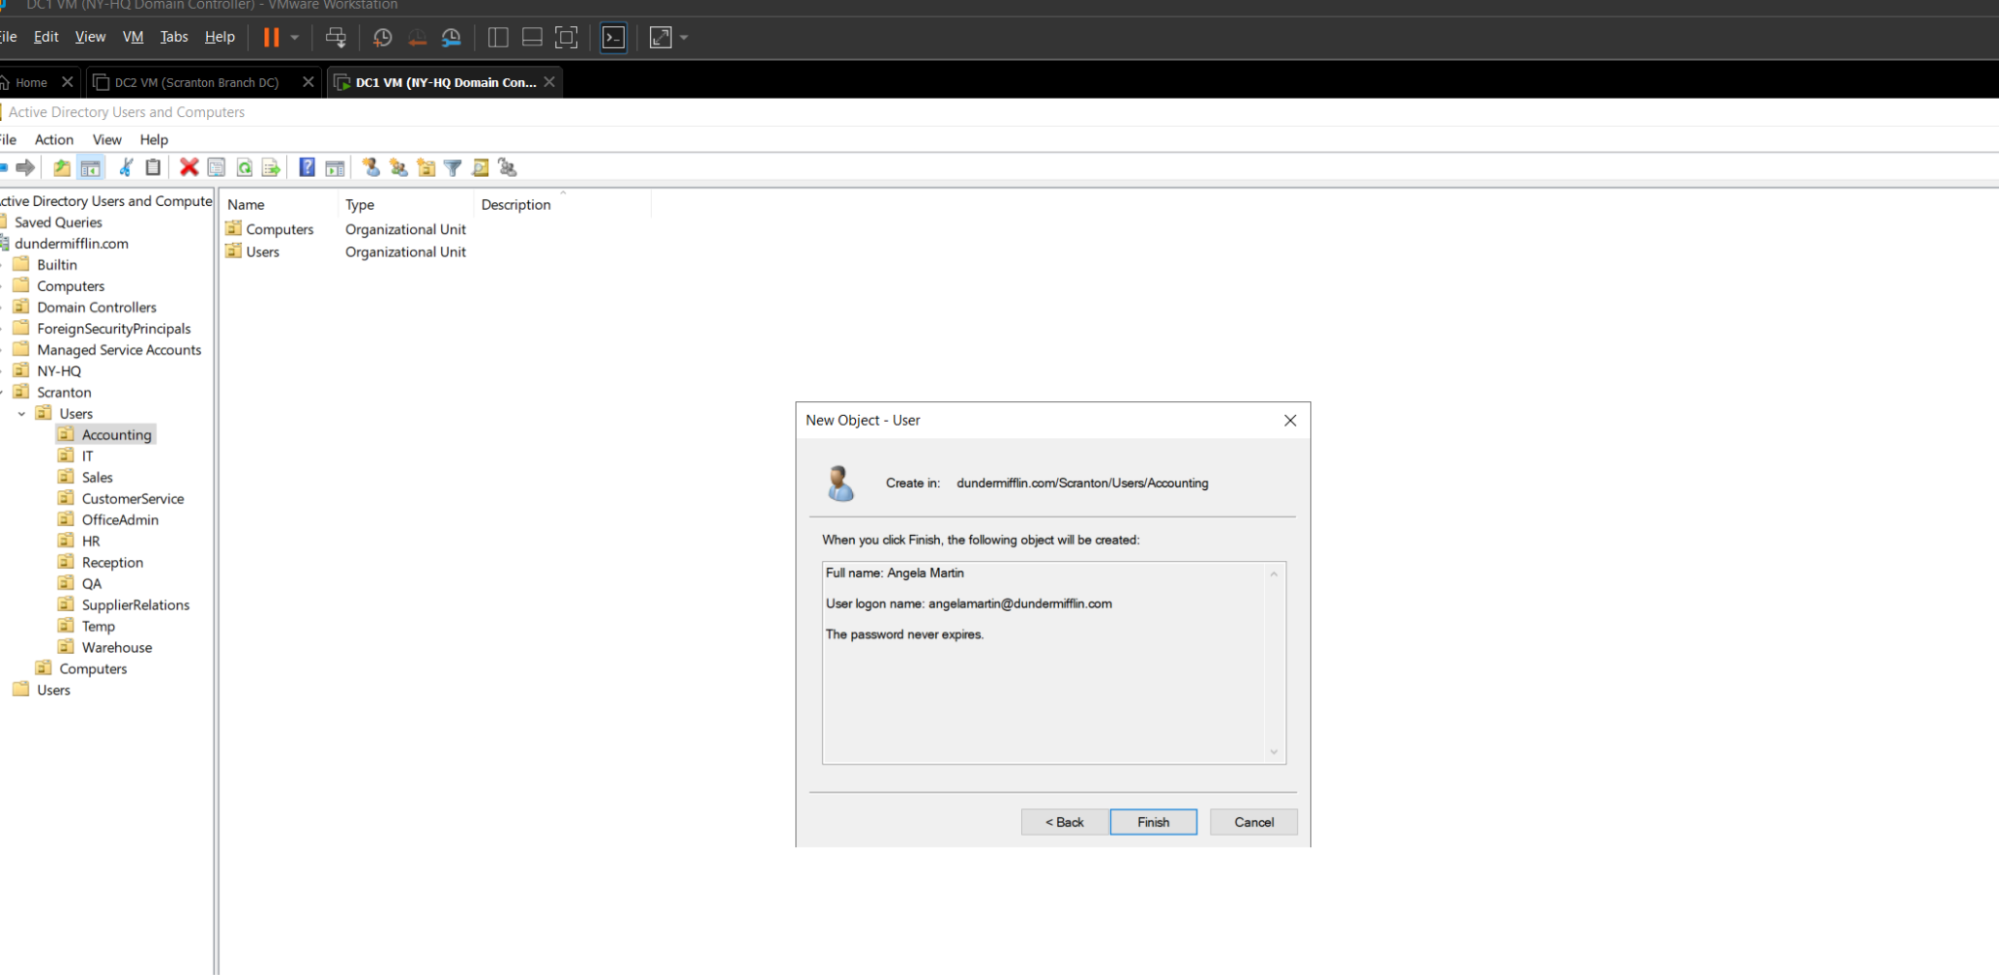 DC1 VM (NY-HQ Domain Controller) - VMware Workstation
ile Edit View VM Tabs Help
Home DC2 VM (Scranton Branch DC) DC1 VM (NY-HQ Domain Con...
Active Directory Users and Computers
ile Action View Help
ctive Directory Users and Compute
Name Type Description
Saved Queries
Computers Organizational Unit
dundermifflin.com
Users Organizational Unit
Builtin
Computers
Domain Controllers
ForeignSecurityPrincipals
Managed Service Accounts
NY-HQ
Scranton
Users
Accounting
IT
Sales
CustomerService
OfficeAdmin
HR
Reception
QA
SupplierRelations
Temp
Warehouse
Computers
Users
New Object - User
Create in: dundermifflin.com/Scranton/Users/Accounting
When you click Finish, the following object will be created:
Full name: Angela Martin
User logon name: angelamartin@dundermifflin.com
The password never expires.
< Back Finish Cancel